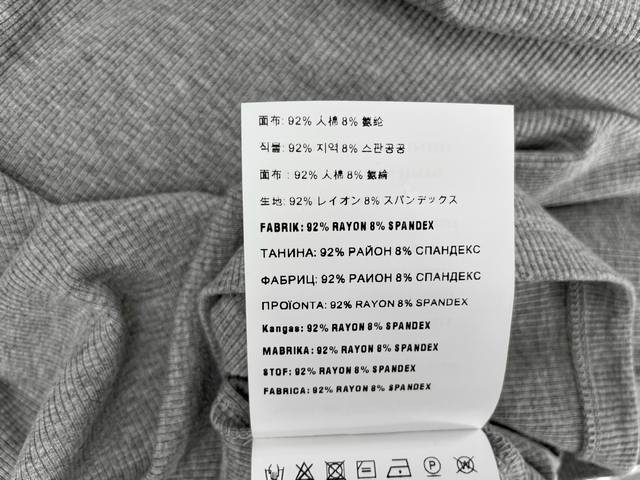 面布: 92% 人棉 8% 氨纶
식물: 92% 지역 8% 스판공공
面布 : 92% 人棉 8% 氨綸
生地: 92% レイオン 8% スパンデックス
FABRIK: 92% RAYON 8% SPANDEX
ТАНИНА: 92% РАЙОН 8% СПАНДЕКС
ФАБРИЦ: 92% РАИОН 8% СПАНДЕКС
ΠΡΟΪΟΝΤΑ: 92% RAYON 8% SPANDEX
Kangas: 92% RAYON 8% SPANDEX
MABRIKA: 92% RAYON 8% SPANDEX
STOF: 92% RAYON 8% SPANDEX
FABRICA: 92% RAYON 8% SPANDEX